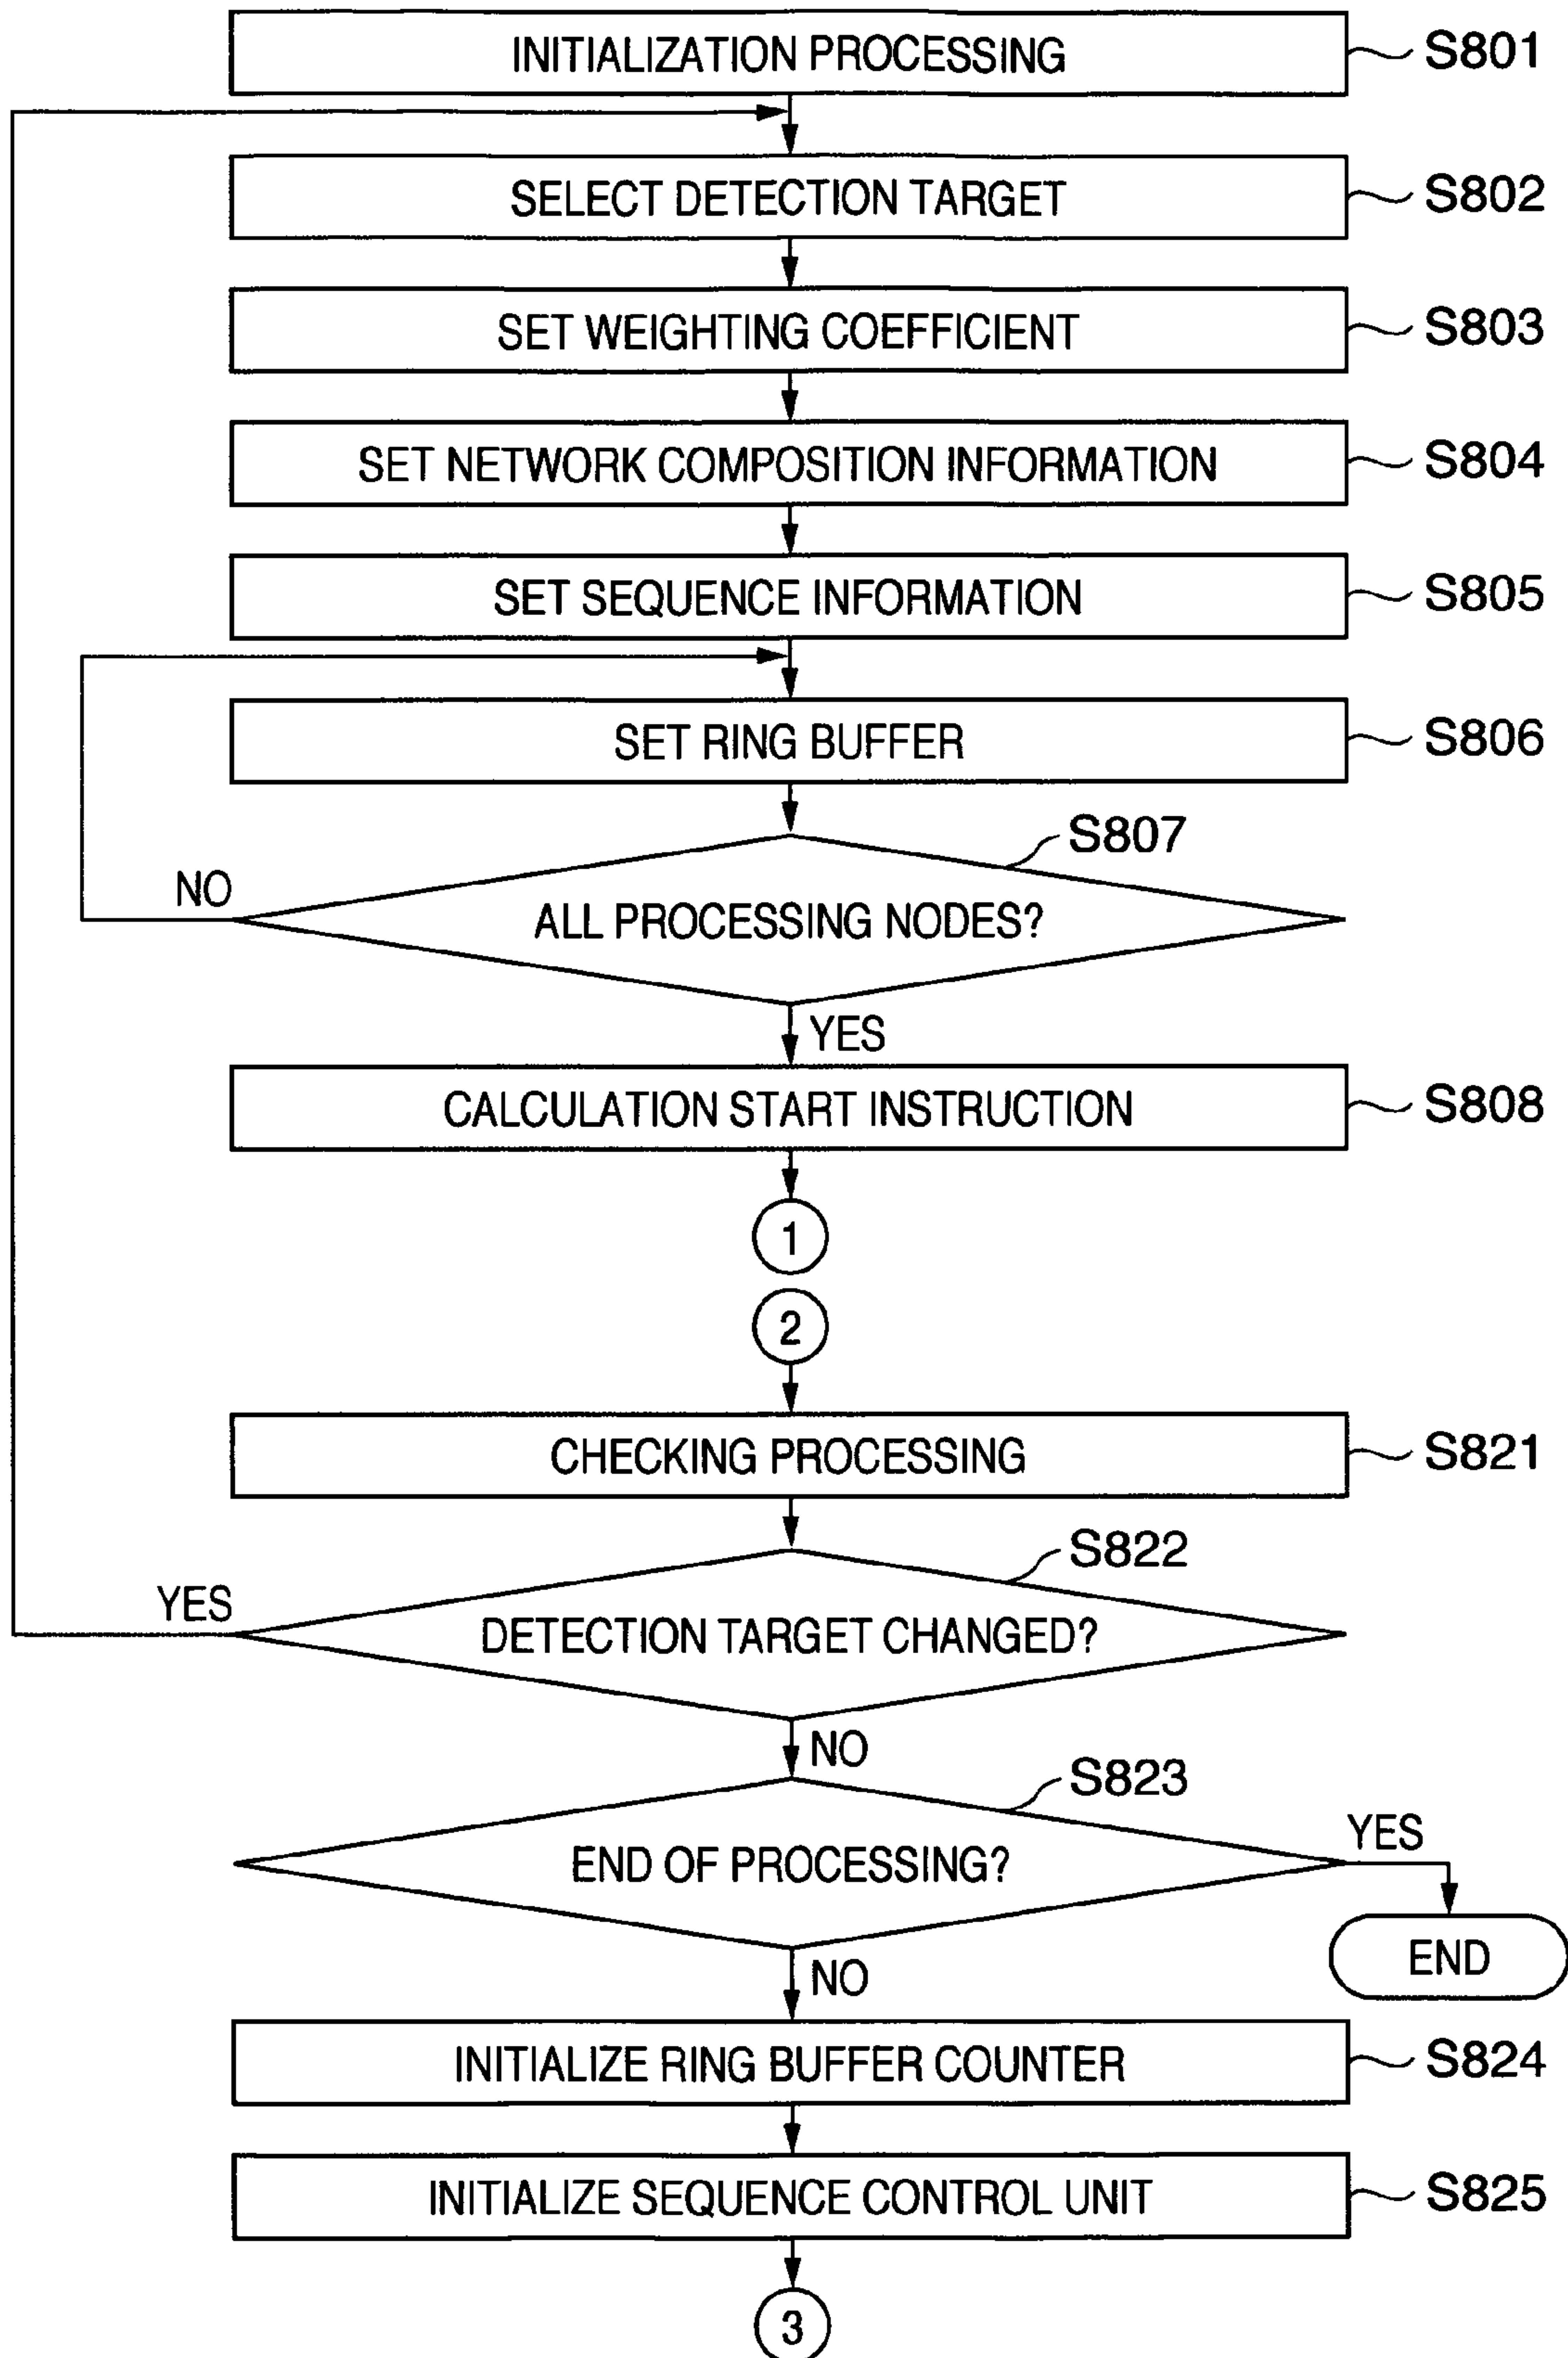 INITIALIZATION PROCESSING
S801
SELECT DETECTION TARGET
S802
SET WEIGHTING COEFFICIENT
S803
SET NETWORK COMPOSITION INFORMATION
S804
SET SEQUENCE INFORMATION
S805
SET RING BUFFER
S806
S807
NO
ALL PROCESSING NODES?
YES
CALCULATION START INSTRUCTION
S808
1
2
CHECKING PROCESSING
S821
S822
YES
DETECTION TARGET CHANGED?
NO
S823
YES
END OF PROCESSING?
END
NO
INITIALIZE RING BUFFER COUNTER
S824
INITIALIZE SEQUENCE CONTROL UNIT
S825
3